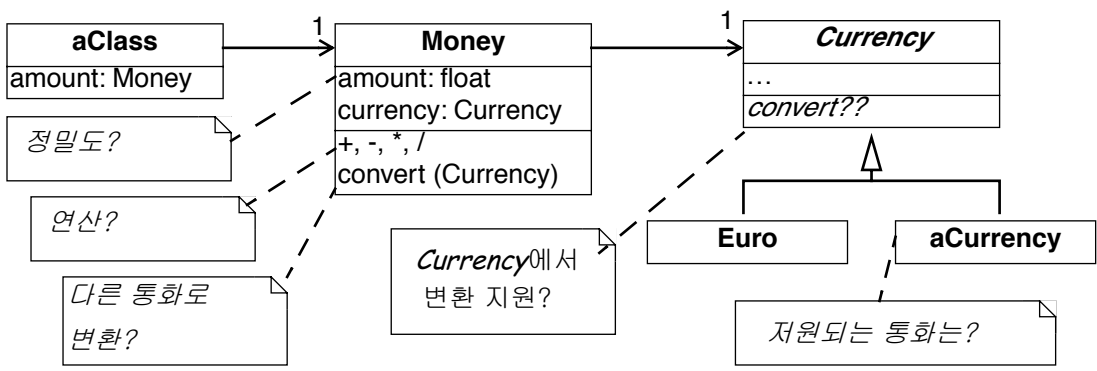 1
1
aClass
amount: Money
Money
amount: float
currency: Currency
+, -, *, /
convert (Currency)
Currency
...
convert??
정밀도?
연산?
다른 통화로
변환?
Currency에서
변환 지원?
Euro
aCurrency
저원되는 통화는?